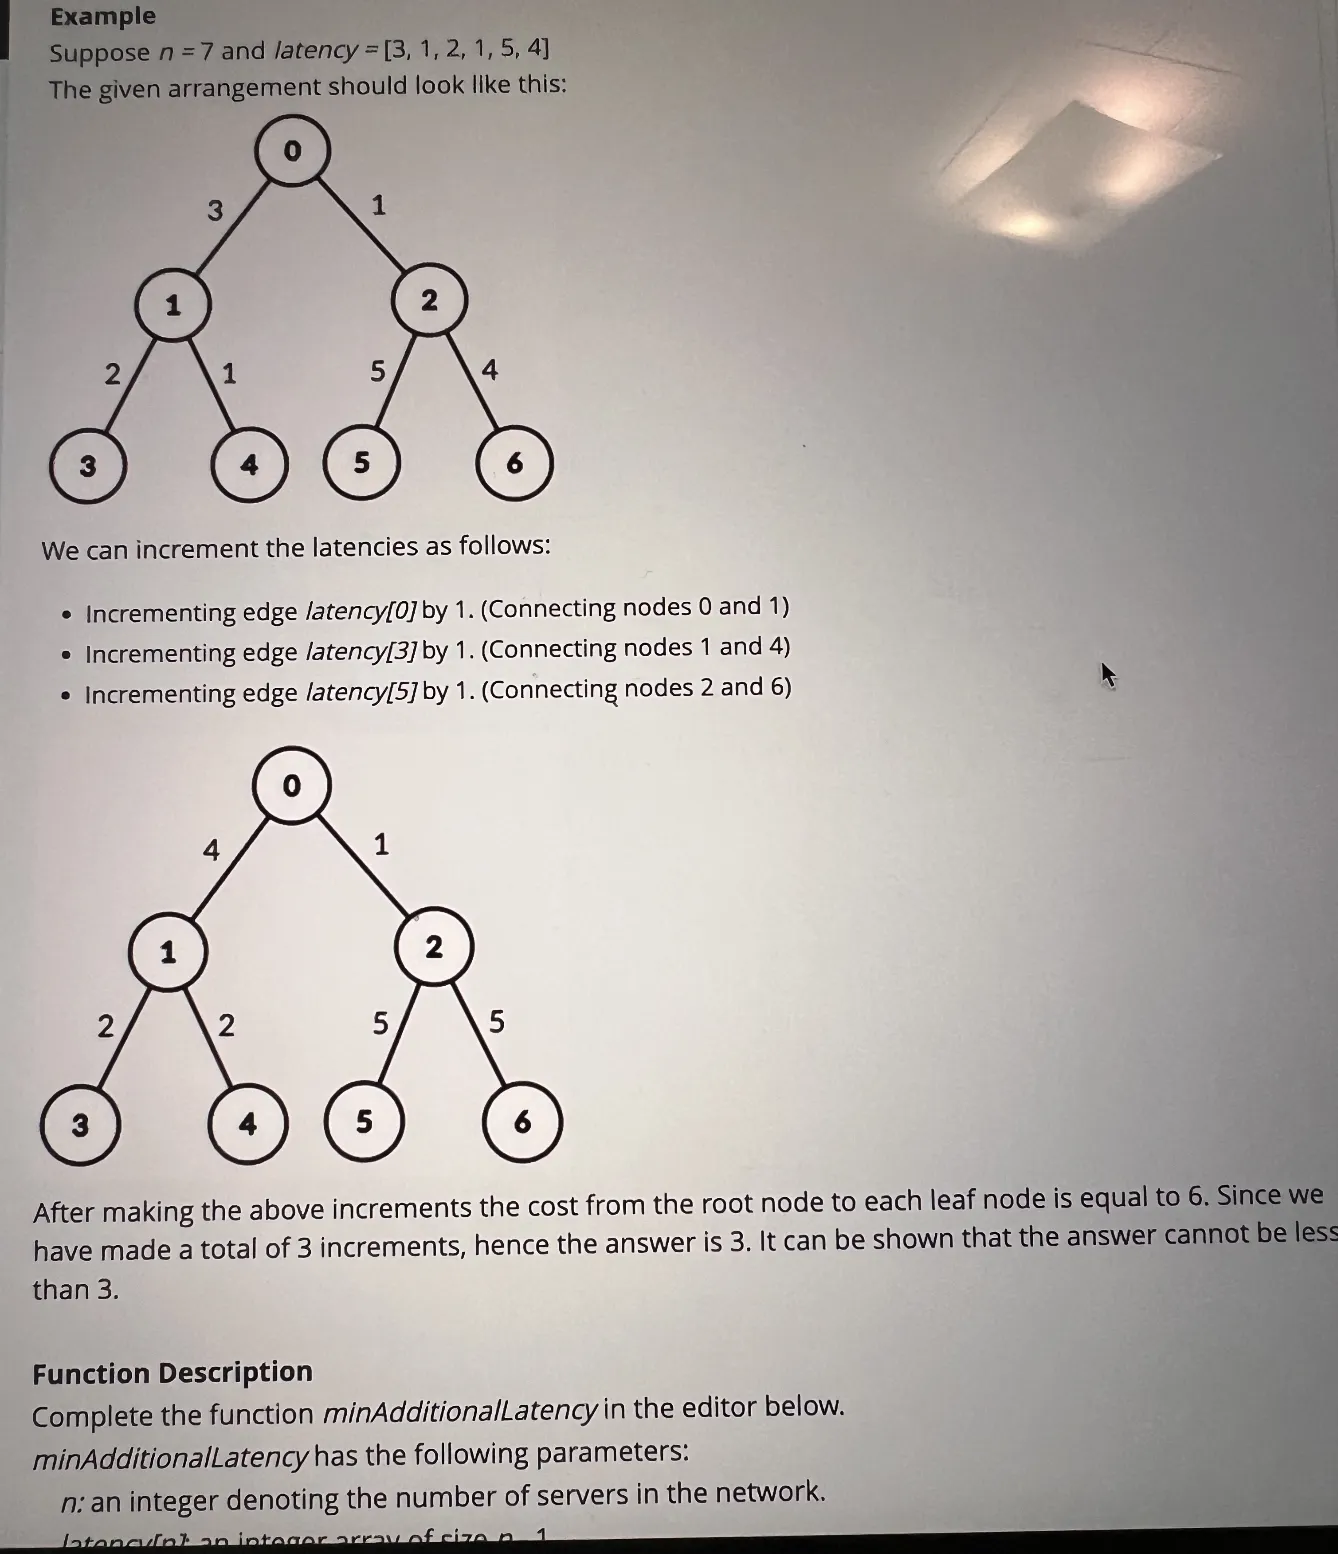 Example
Suppose n = 7 and latency = [3, 1, 2, 1, 5, 4]
The given arrangement should look like this:
0
3 1
1 2
2 1 5 4
3 4 5 6
We can increment the latencies as follows:
• Incrementing edge latency[0] by 1. (Connecting nodes 0 and 1)
• Incrementing edge latency[3] by 1. (Connecting nodes 1 and 4)
• Incrementing edge latency[5] by 1. (Connecting nodes 2 and 6)
0
4 1
1 2
2 2 5 5
3 4 5 6
After making the above increments the cost from the root node to each leaf node is equal to 6. Since we
have made a total of 3 increments, hence the answer is 3. It can be shown that the answer cannot be less
than 3.
Function Description
Complete the function minAdditionalLatency in the editor below.
minAdditionalLatency has the following parameters:
n: an integer denoting the number of servers in the network.
latency[n]: an integer array of size n 1